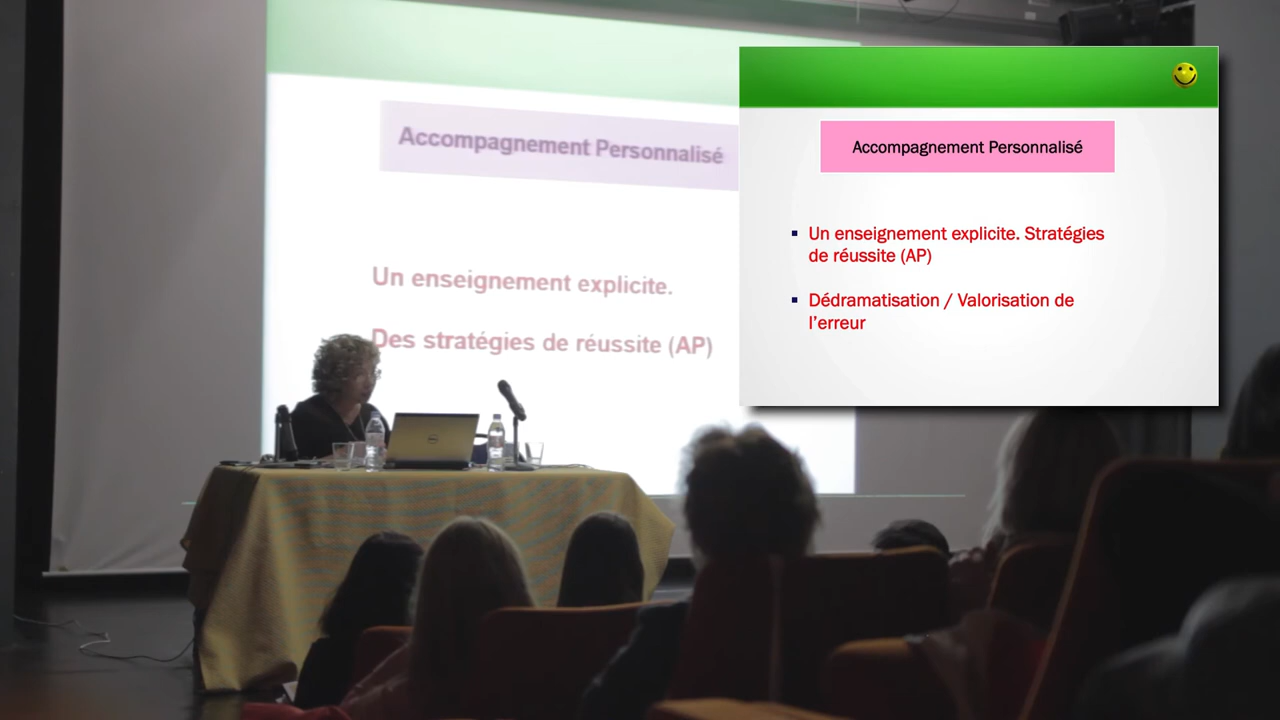 Accompagnement Personnalisé
Un enseignement explicite.
Des stratégies de réussite (AP)
Accompagnement Personnalisé
▪ Un enseignement explicite. Stratégies
de réussite (AP)
▪ Dédramatisation / Valorisation de
l'erreur
DELL